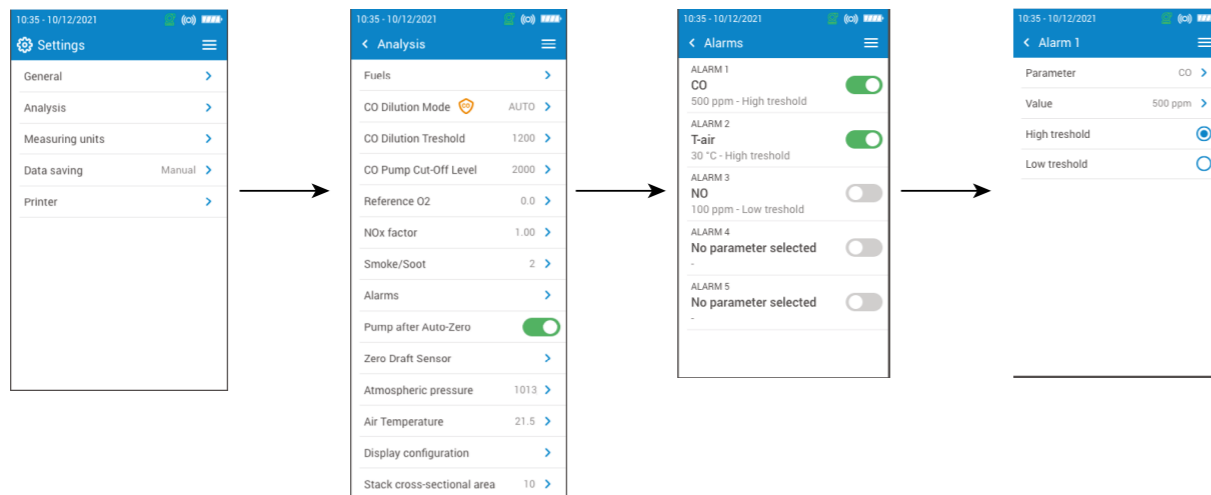 10:35 - 10/12/2021
Settings
General
Analysis
Measuring units
Data saving Manual
Printer
10:35 - 10/12/2021
Analysis
Fuels
CO Dilution Mode CO AUTO
CO Dilution Treshold 1200
CO Pump Cut-Off Level 2000
Reference O2 0.0
NOx factor 1.00
Smoke/Soot 2
Alarms
Pump after Auto-Zero
Zero Draft Sensor
Atmospheric pressure 1013
Air Temperature 21.5
Display configuration
Stack cross-sectional area 10
10:35 - 10/12/2021
Alarms
ALARM 1
CO
500 ppm - High treshold
ALARM 2
T-air
30 °C - High treshold
ALARM 3
NO
100 ppm - Low treshold
ALARM 4
No parameter selected
-
ALARM 5
No parameter selected
-
10:35 - 10/12/2021
Alarm 1
Parameter CO
Value 500 ppm
High treshold
Low treshold